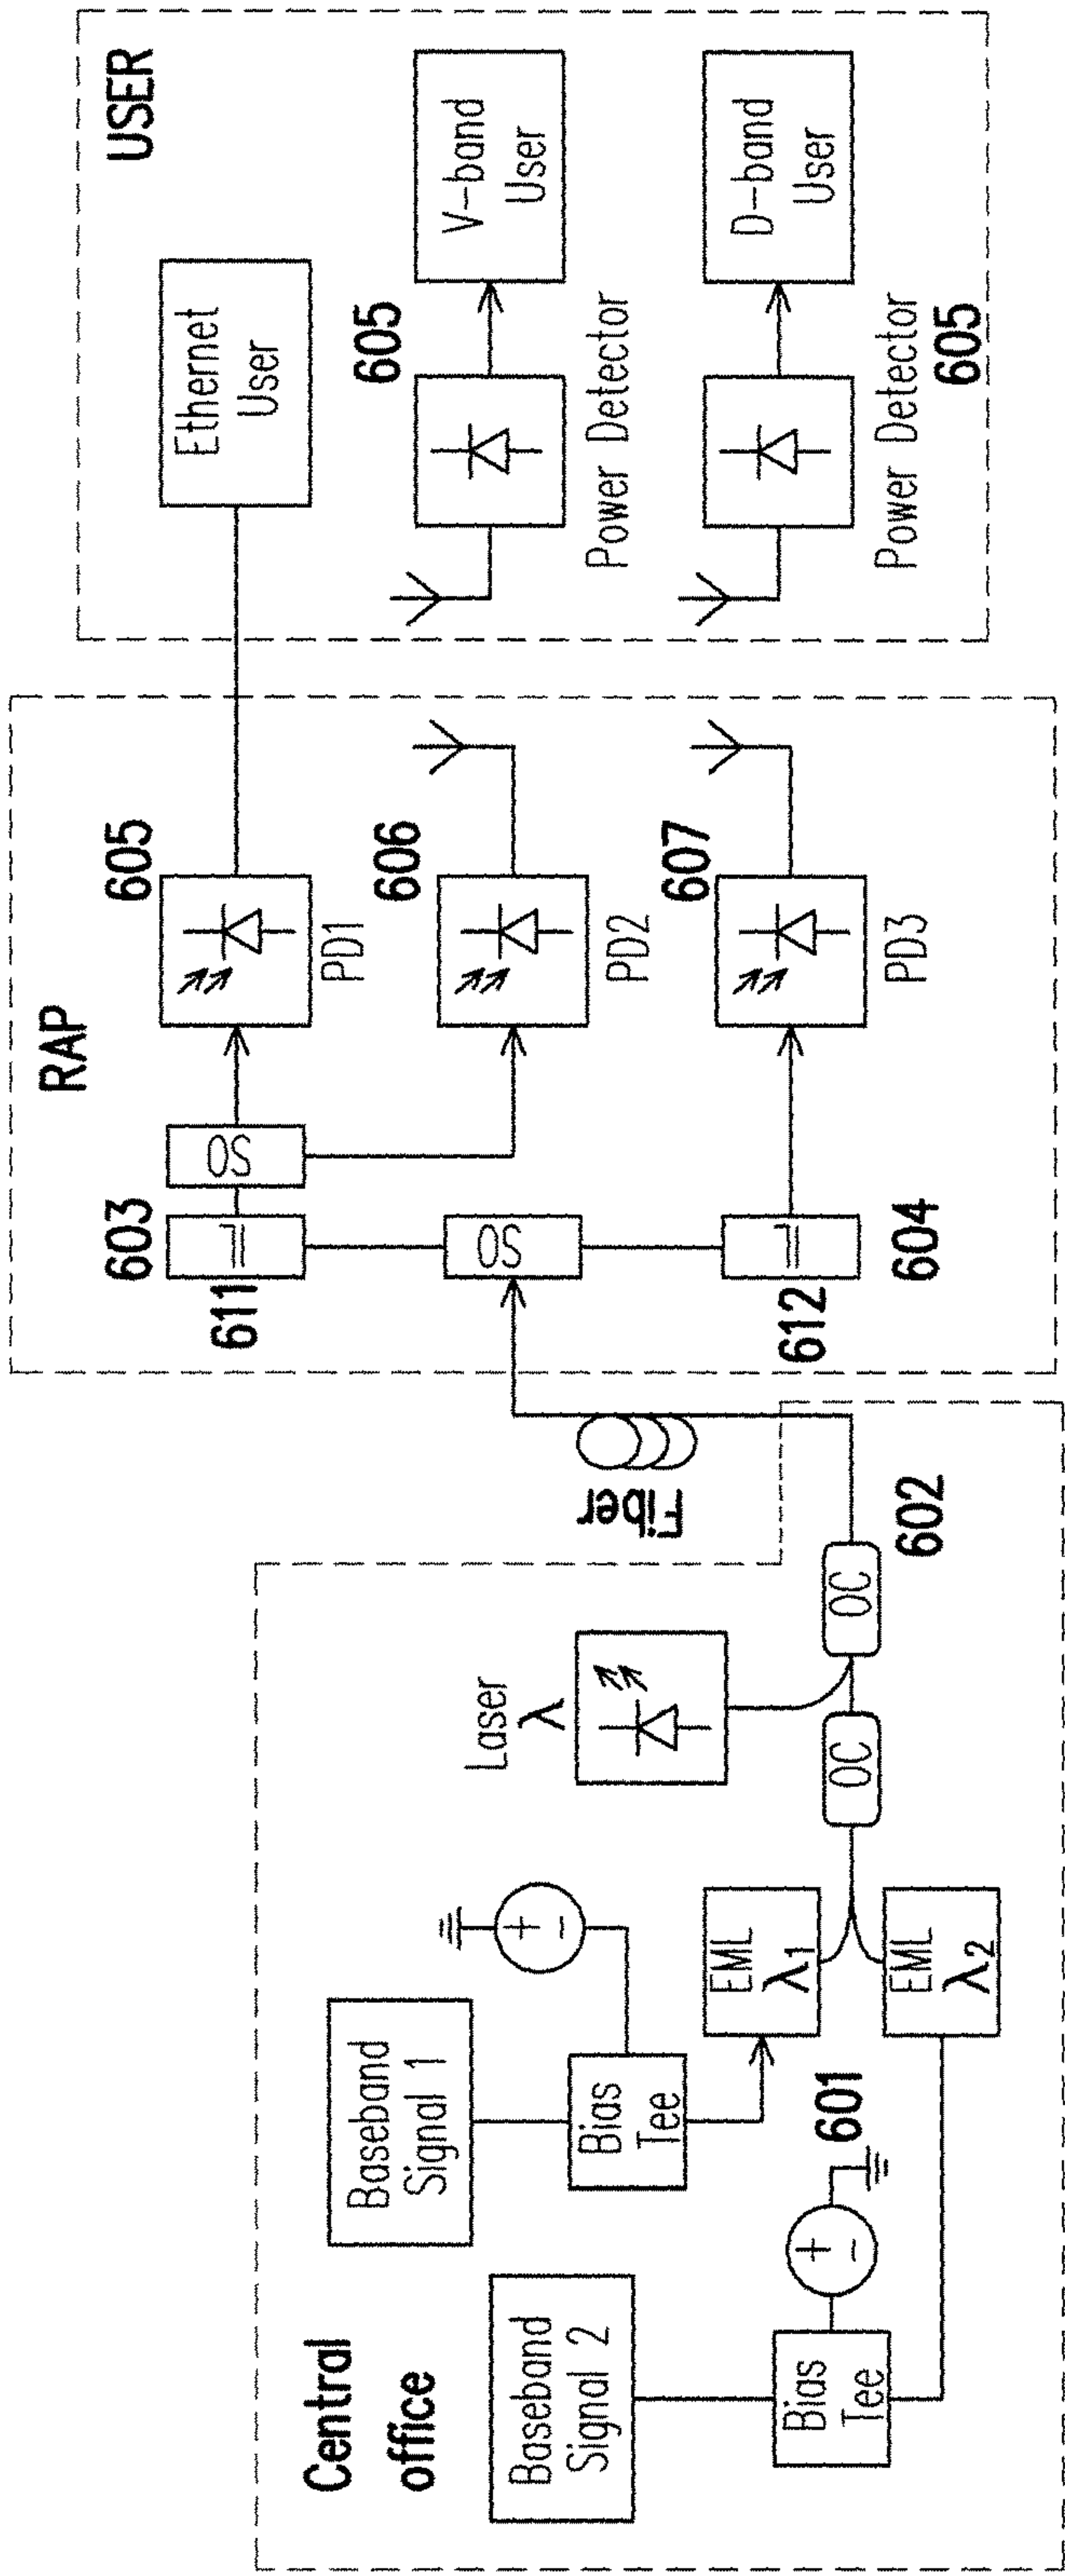 Central
office
Baseband
Signal 2
Baseband
Signal 1
Bias
Tee
Bias
Tee
601
EML
λ1
EML
λ2
Laser
λ
OC
OC
602
Fiber
RAP
603
611
OS
OS
612
604
605
PD1
606
PD2
607
PD3
USER
Ethernet
User
605
V-band
User
Power Detector
D-band
User
Power Detector
605